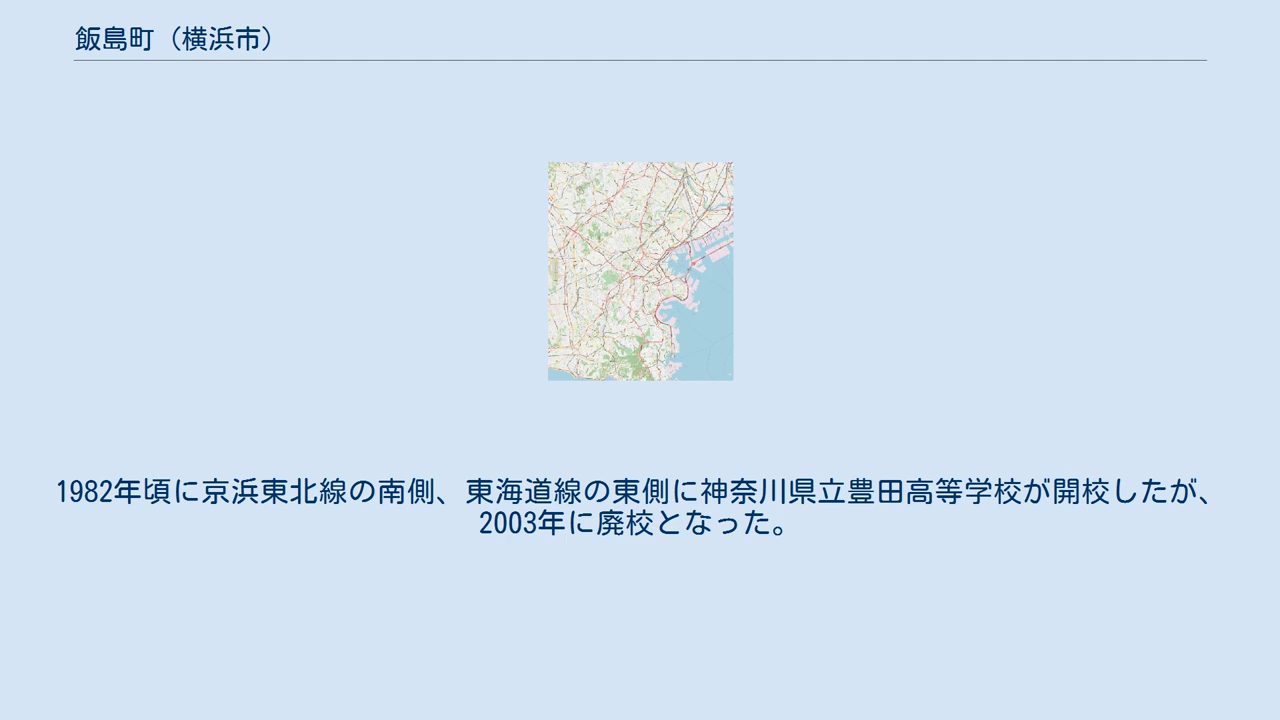 飯島町（横浜市）
1982年頃に京浜東北線の南側、東海道線の東側に神奈川県立豊田高等学校が開校したが、
2003年に廃校となった。